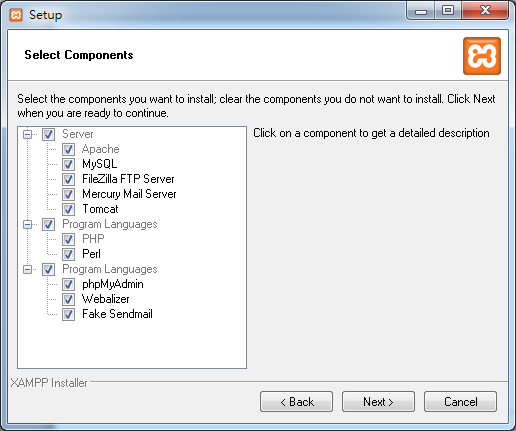 Setup
Select Components
Select the components you want to install; clear the components you do not want to install. Click Next
when you are ready to continue.
Server
Apache
MySQL
FileZilla FTP Server
Mercury Mail Server
Tomcat
Program Languages
PHP
Perl
Program Languages
phpMyAdmin
Webalizer
Fake Sendmail
Click on a component to get a detailed description
XAMPP Installer
< Back
Next >
Cancel